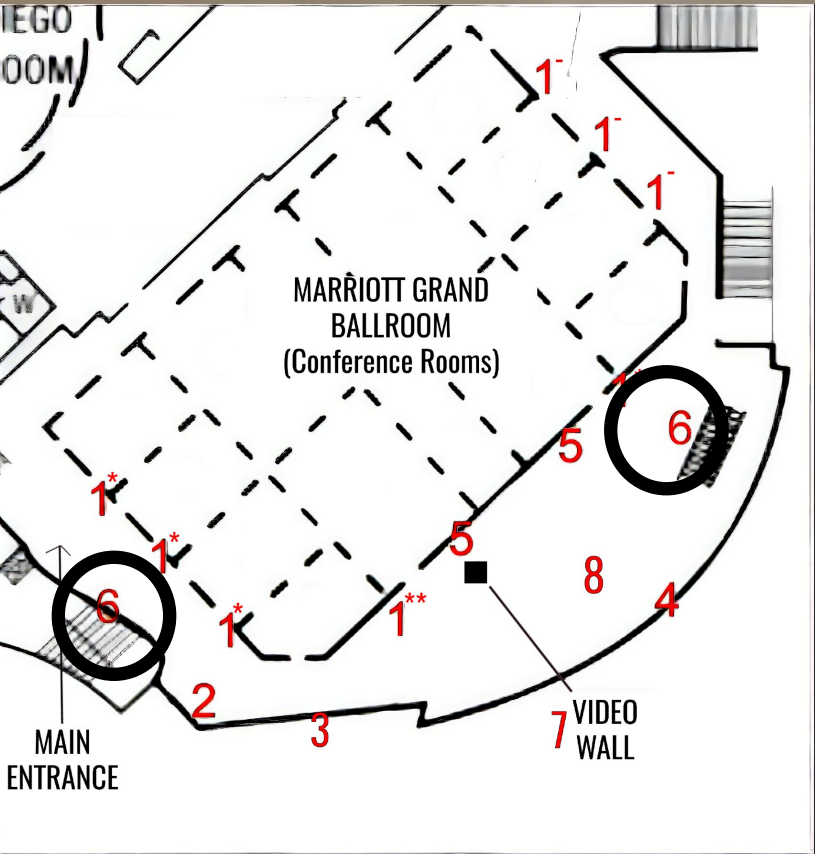 IEGO
OOM
1-
1-
1-
W
MARRIOTT GRAND
BALLROOM
(Conference Rooms)
6
5
1*
1*
5
8
4
6
1*
1**
2
3
7
VIDEO
WALL
MAIN
ENTRANCE